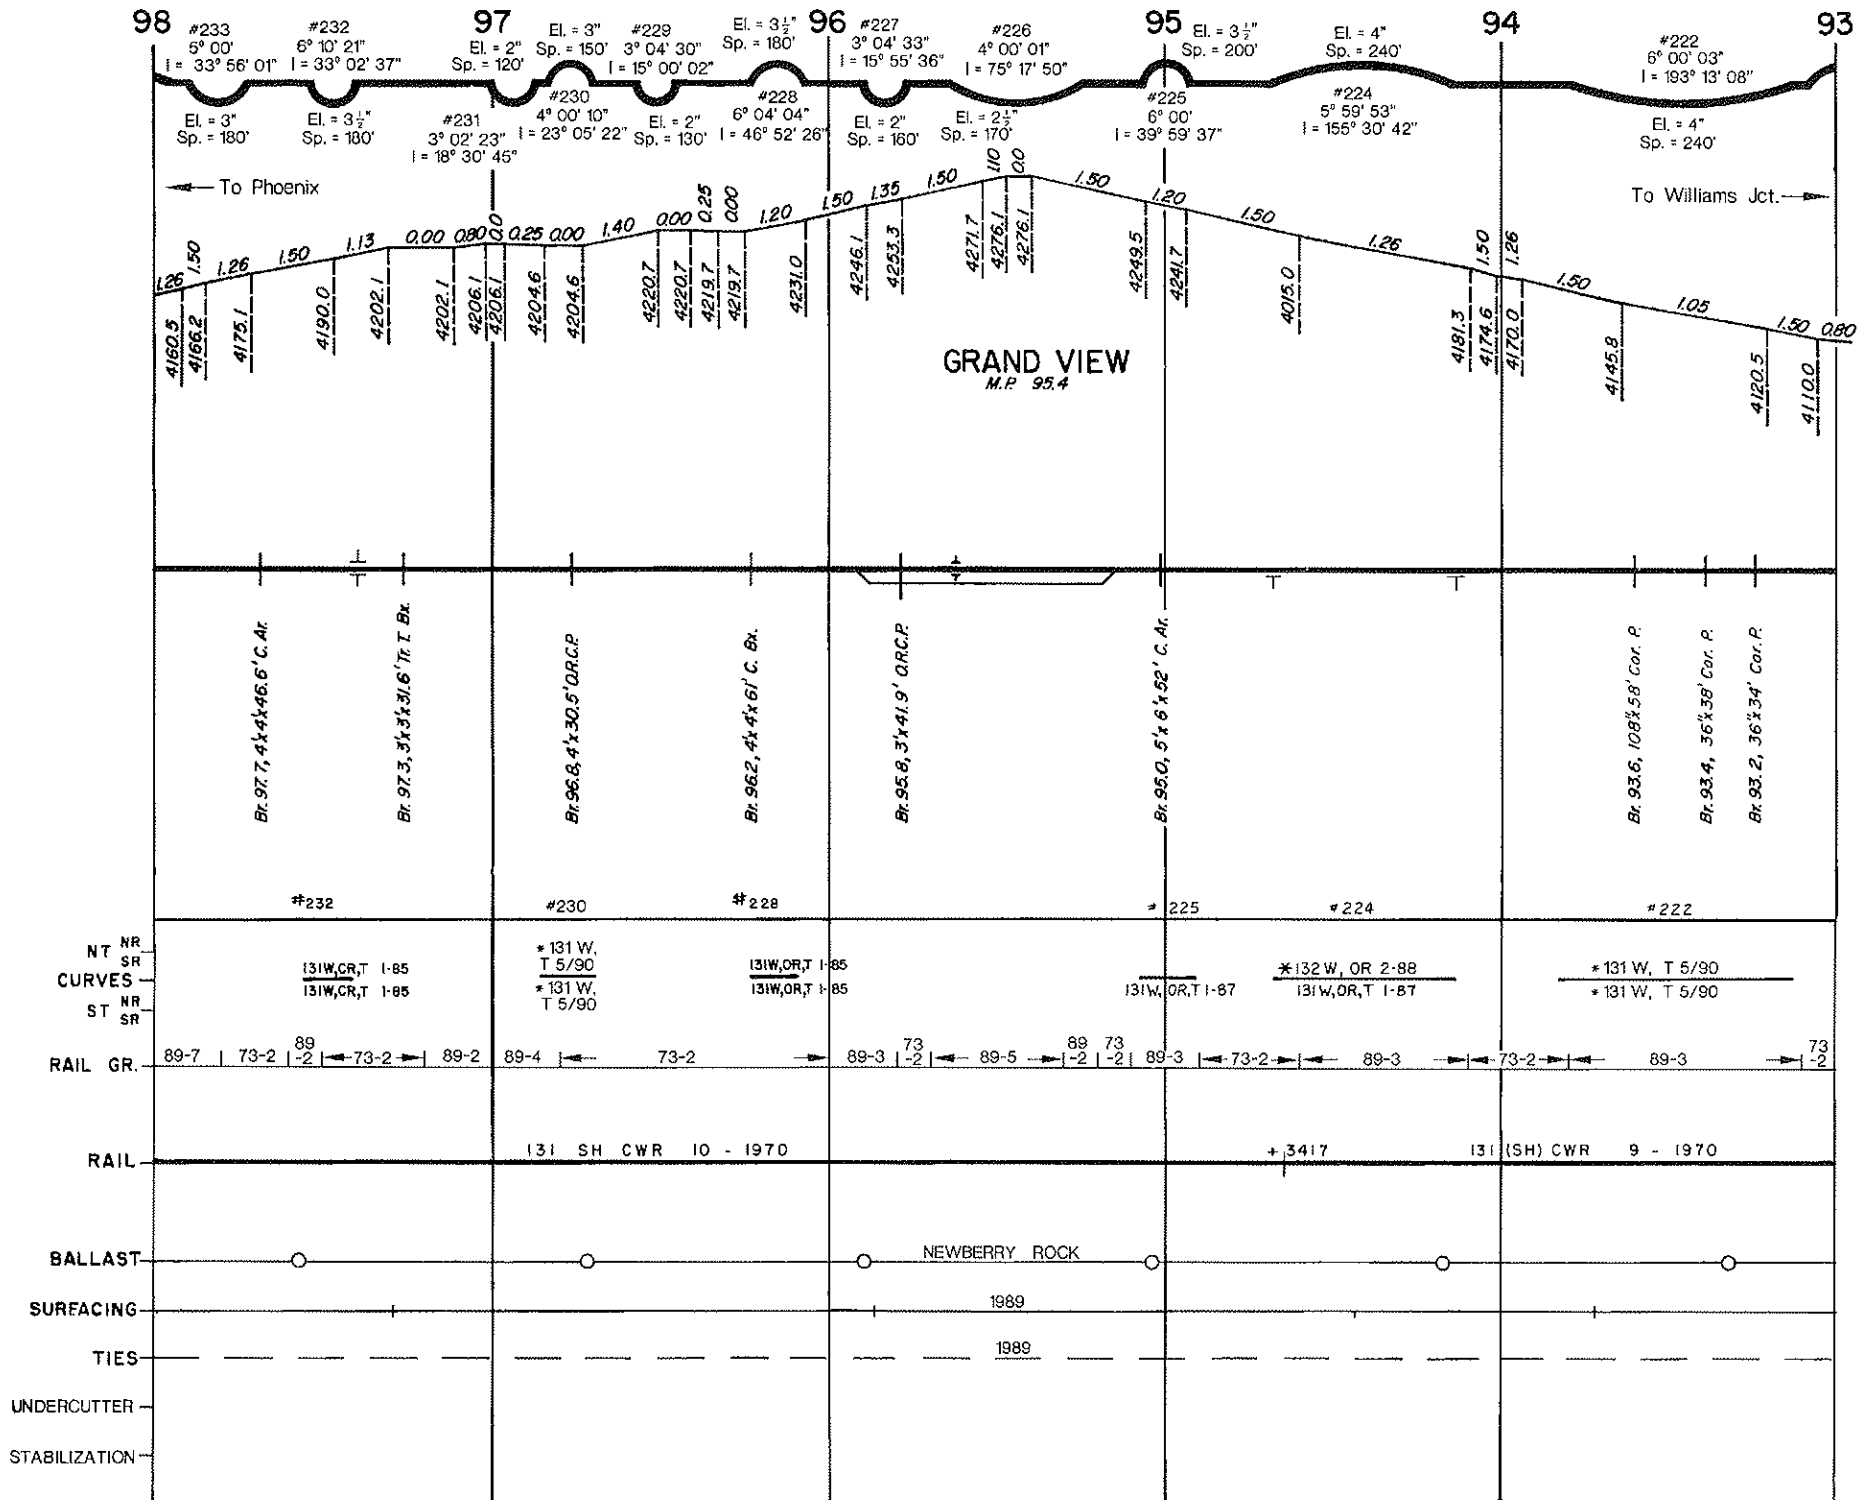 98
97
96
95
94
93
#233
5° 00'
I = 33° 56' 01"
El. = 3"
Sp. = 180'
#232
6° 10' 21"
I = 33° 02' 37"
El. = 3½"
Sp. = 180'
El. = 2"
Sp. = 120'
#231
3° 02' 23"
I = 18° 30' 45"
El. = 3"
Sp. = 150'
#230
4° 00' 10"
I = 23° 05' 22"
#229
3° 04' 30"
I = 15° 00' 02"
El. = 2"
Sp. = 130'
El. = 3½"
Sp. = 180'
#228
6° 04' 04"
I = 46° 52' 26"
#227
3° 04' 33"
I = 15° 55' 36"
El. = 2"
Sp. = 160'
#226
4° 00' 01"
I = 75° 17' 50"
El. = 2½"
Sp. = 170'
El. = 3½"
Sp. = 200'
#225
6° 00'
I = 39° 59' 37"
El. = 4"
Sp. = 240'
#224
5° 59' 53"
I = 155° 30' 42"
#222
6° 00' 03"
I = 193° 13' 08"
El. = 4"
Sp. = 240'
To Phoenix
To Williams Jct.
1.26
1.50
1.26
1.50
1.13
0.00
0.80
0.0
0.25
0.00
1.40
0.00
0.25
0.00
1.20
1.50
1.35
1.50
1.10
0.0
1.50
1.20
1.50
1.26
1.50
1.26
1.50
1.05
1.50
0.80
4160.5
4166.2
4175.1
4190.0
4202.1
4202.1
4206.1
4206.1
4204.6
4204.6
4220.7
4220.7
4219.7
4219.7
4231.0
4246.1
4253.3
4271.7
4276.1
4276.1
4249.5
4241.7
4015.0
4181.3
4174.6
4170.0
4145.8
4120.5
4110.0
GRAND VIEW
M.P. 95.4
Br. 97.7, 4'x4'x46.6' C. Ar.
Br. 97.3, 3'x3'x31.6' Tr. T. Bx.
Br. 96.8, 4'x30.5' O.R.C.P.
Br. 96.2, 4'x4'x61' C. Bx.
Br. 95.8, 3'x41.9' O.R.C.P.
Br. 95.0, 5'x6'x52' C. Ar.
Br. 93.6, 108"x58' Cor. P.
Br. 93.4, 36"x38' Cor. P.
Br. 93.2, 36"x34' Cor. P.
#232
#230
#228
#225
#224
#222
NT NR
SR
CURVES
ST NR
SR
131W,CR,T 1-85
131W,CR,T 1-85
* 131 W,
T 5/90
* 131 W,
T 5/90
131W,OR,T 1-85
131W,OR,T 1-85
131W,OR,T 1-87
*132 W, OR 2-88
131W,OR,T 1-87
* 131 W, T 5/90
* 131 W, T 5/90
RAIL GR.
89-7
73-2
89
-2
73-2
89-2
89-4
73-2
89-3
73
-2
89-5
89
-2
73
-2
89-3
73-2
89-3
73-2
89-3
73
-2
RAIL
131 SH CWR 10 - 1970
+ 3417
131 (SH) CWR 9 - 1970
BALLAST
NEWBERRY ROCK
SURFACING
1989
TIES
1989
UNDERCUTTER
STABILIZATION